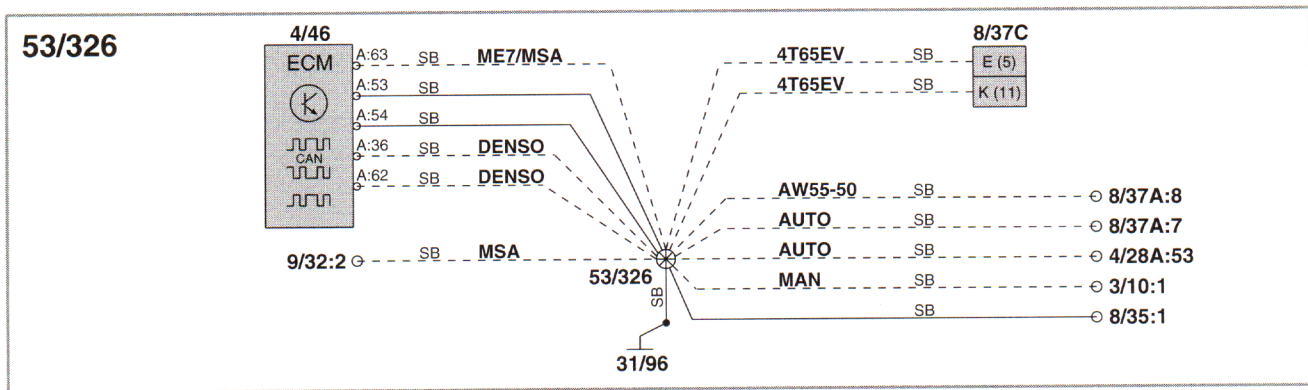 53/326
4/46
ECM
CAN
A:63 SB ME7/MSA
A:53 SB
A:54 SB
A:36 SB DENSO
A:62 SB DENSO
9/32:2 SB MSA
53/326
SB
31/96
8/37C
4T65EV SB E (5)
4T65EV SB K (11)
AW55-50 SB 8/37A:8
AUTO SB 8/37A:7
AUTO SB 4/28A:53
MAN SB 3/10:1
SB 8/35:1